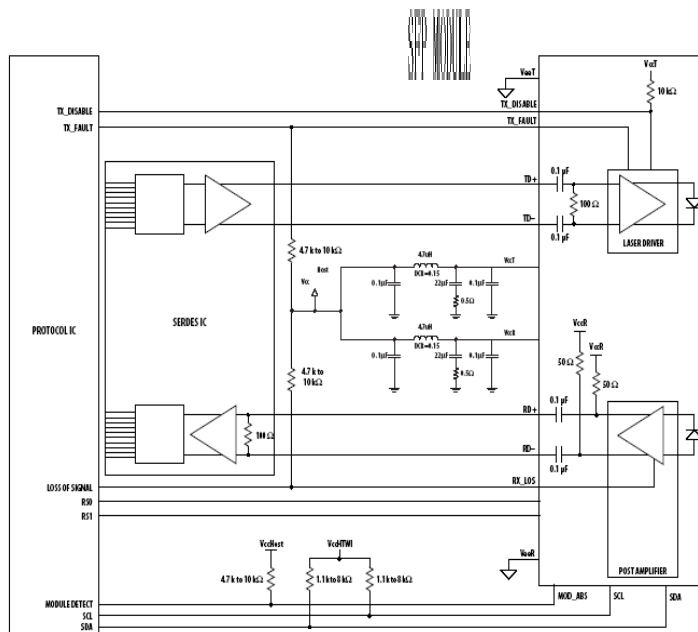 VeeT
VccT
10 kΩ
TX_DISABLE
TX_DISABLE
TX_FAULT
TX_FAULT
0.1 µF
TD+
100 Ω
TD-
0.1 µF
LASER DRIVER
4.7 k to 10 kΩ
Host
Vcc
4.7uH
DCR=0.15
VccT
0.1µF
22µF
0.1µF
0.5Ω
PROTOCOL IC
SERDES IC
4.7uH
DCR=0.15
VccR
0.1µF
22µF
0.1µF
0.5Ω
4.7 k to
10 kΩ
VccR
50 Ω
VccR
50 Ω
0.1 µF
RD+
100 Ω
RD-
0.1 µF
LOSS OF SIGNAL
RX_LOS
RS0
RS1
VccHost
VccHTWI
VeeR
4.7 k to 10 kΩ
1.1k to 8 kΩ
1.1k to 8 kΩ
POST AMPLIFIER
MODULE DETECT
SCL
SDA
MOD_ABS
SCL
SDA